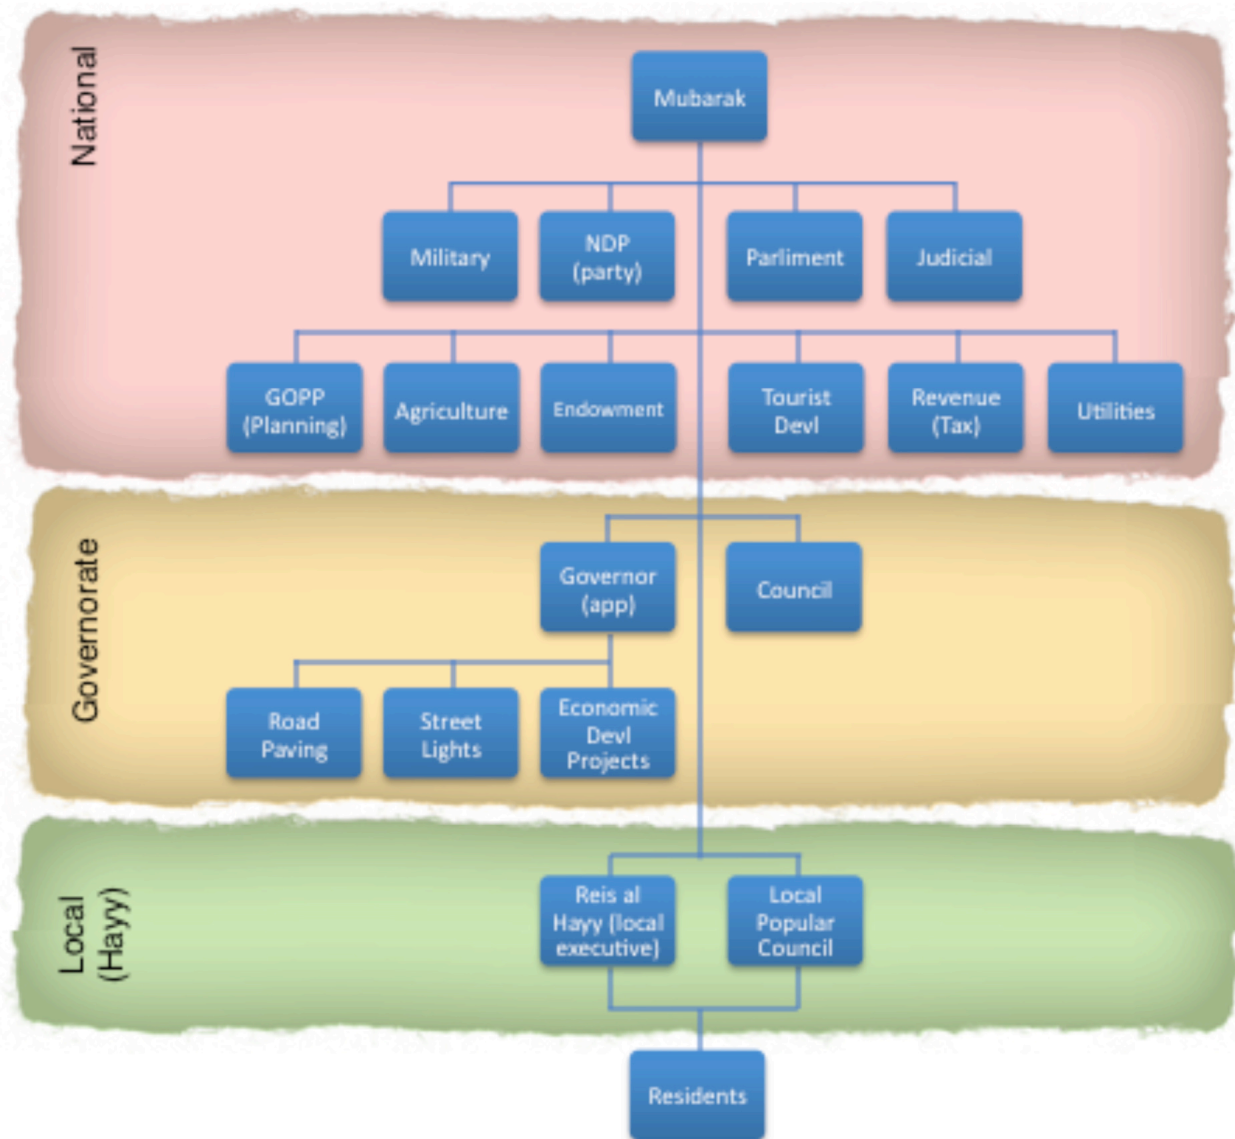 National
Mubarak
Military
NDP
(party)
Parliment
Judicial
GOPP
(Planning)
Agriculture
Endowment
Tourist
Devl
Revenue
(Tax)
Utilities
Governorate
Governor
(app)
Council
Road
Paving
Street
Lights
Economic
Devl
Projects
Local
(Hayy)
Reis al
Hayy (local
executive)
Local
Popular
Council
Residents